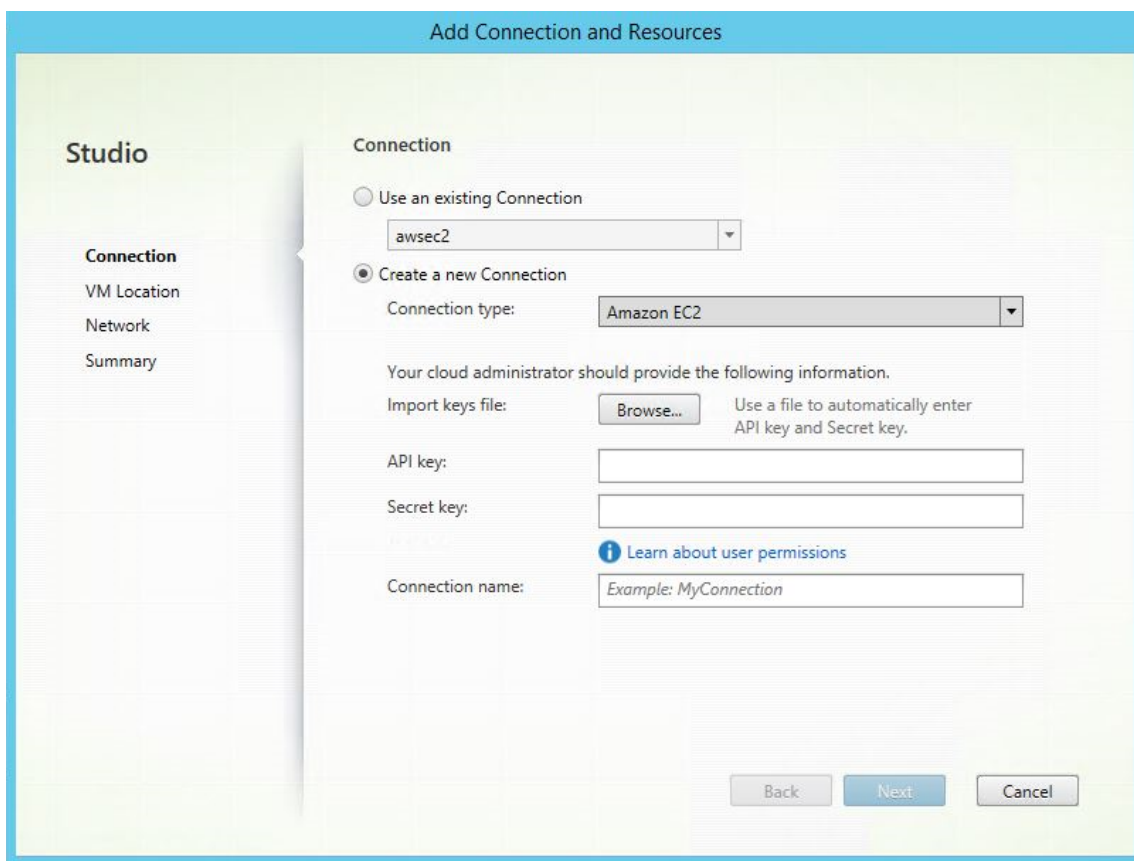 Add Connection and Resources
Studio
Connection
VM Location
Network
Summary
Connection
Use an existing Connection
awsec2
Create a new Connection
Connection type:
Amazon EC2
Your cloud administrator should provide the following information.
Import keys file:
Browse...
Use a file to automatically enter
API key and Secret key.
API key:
Secret key:
Learn about user permissions
Connection name:
Example: MyConnection
Back
Next
Cancel